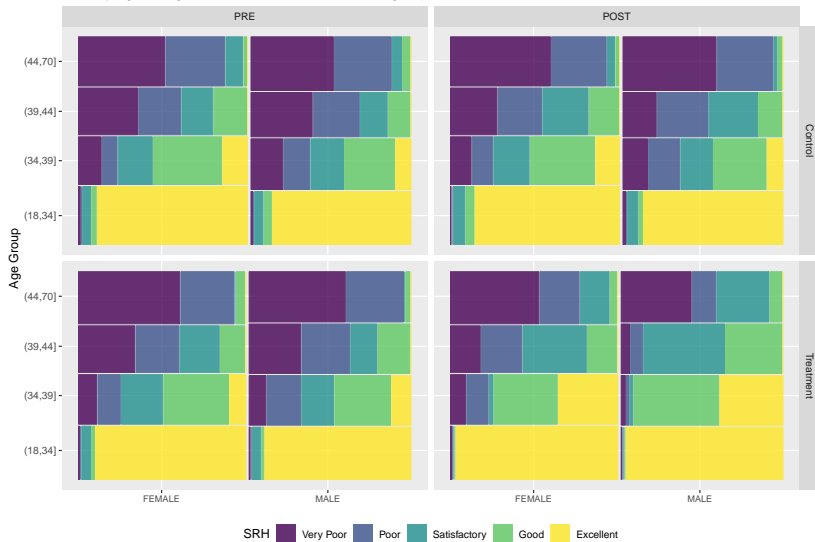 PRE
POST
Age Group
(44,70]
(39,44]
(34,39]
(18,34]
Control
(44,70]
(39,44]
(34,39]
(18,34]
Treatment
FEMALE
MALE
FEMALE
MALE
SRH
Very Poor
Poor
Satisfactory
Good
Excellent